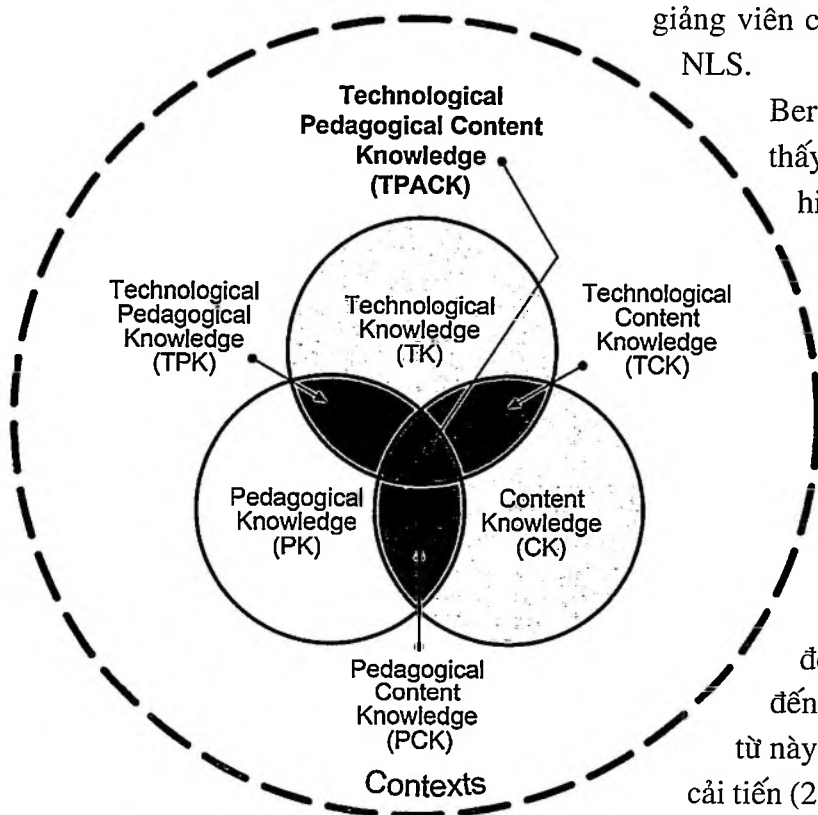 giảng viên c
NLS.
Ber
thấy
hi
Technological
Pedagogical Content
Knowledge
(TPACK)
Technological
Pedagogical
Knowledge
(TPK)
Technological
Knowledge
(TK)
Technological
Content
Knowledge
(TCK)
Pedagogical
Knowledge
(PK)
Content
Knowledge
(CK)
Pedagogical
Content
Knowledge
(PCK)
Contexts
đến
từ này
cải tiến (2